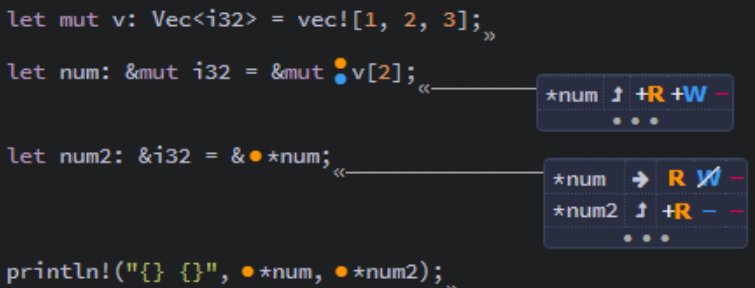 let mut v: Vec<i32> = vec![1, 2, 3];»
let num: &mut i32 = &mut v[2];«
*num ⮥ +R +W −
•••
let num2: &i32 = &*num;«
*num → R W −
*num2 ⮥ +R − −
•••
println!("{} {}", *num, *num2);